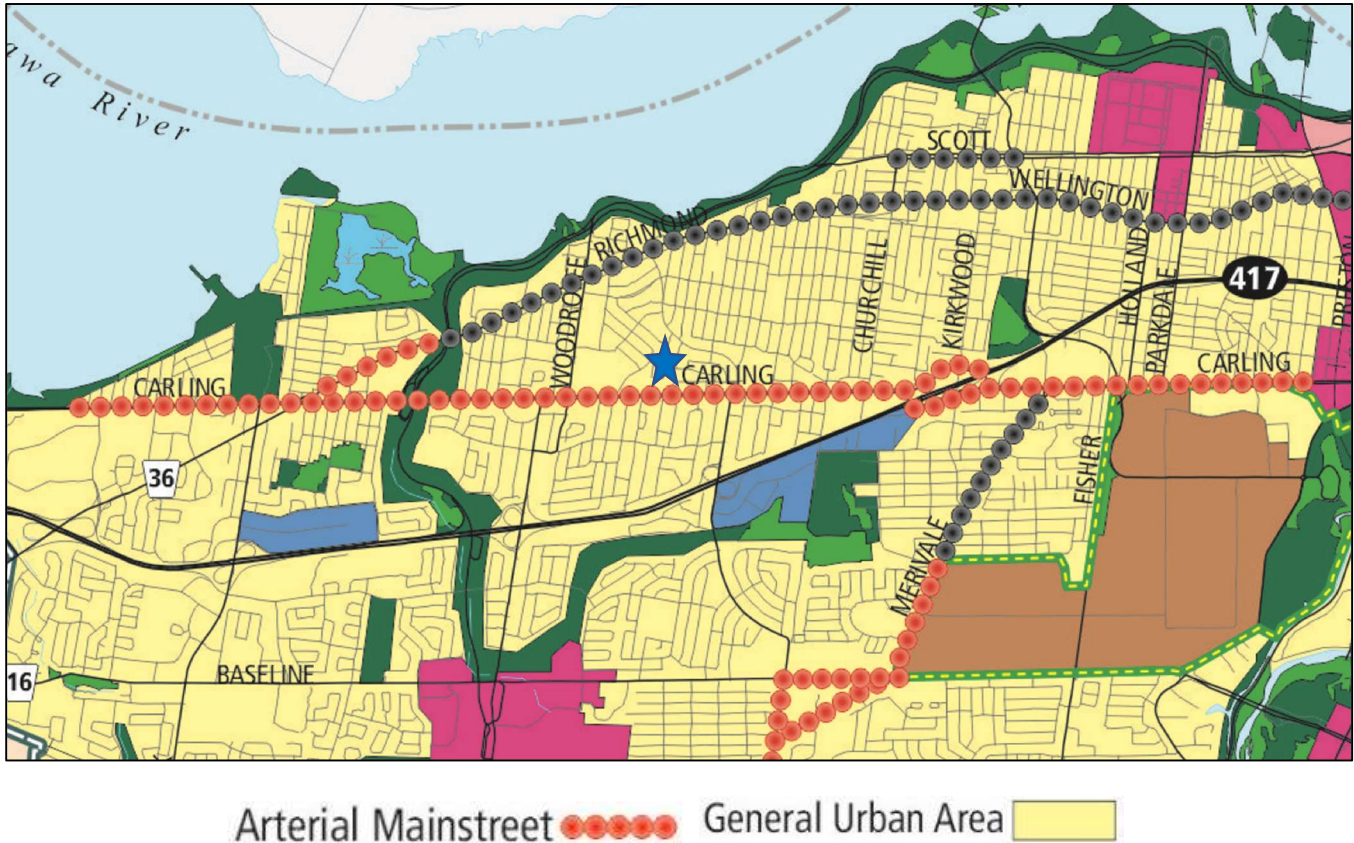 awa River
SCOTT
WELLINGTON
RICHMOND
WOODROFFE
CHURCHILL
KIRKWOOD
HOLLAND
PARKDALE
PRESTON
417
CARLING
CARLING
CARLING
36
FISHER
MERIVALE
BASELINE
16
Arterial Mainstreet
General Urban Area